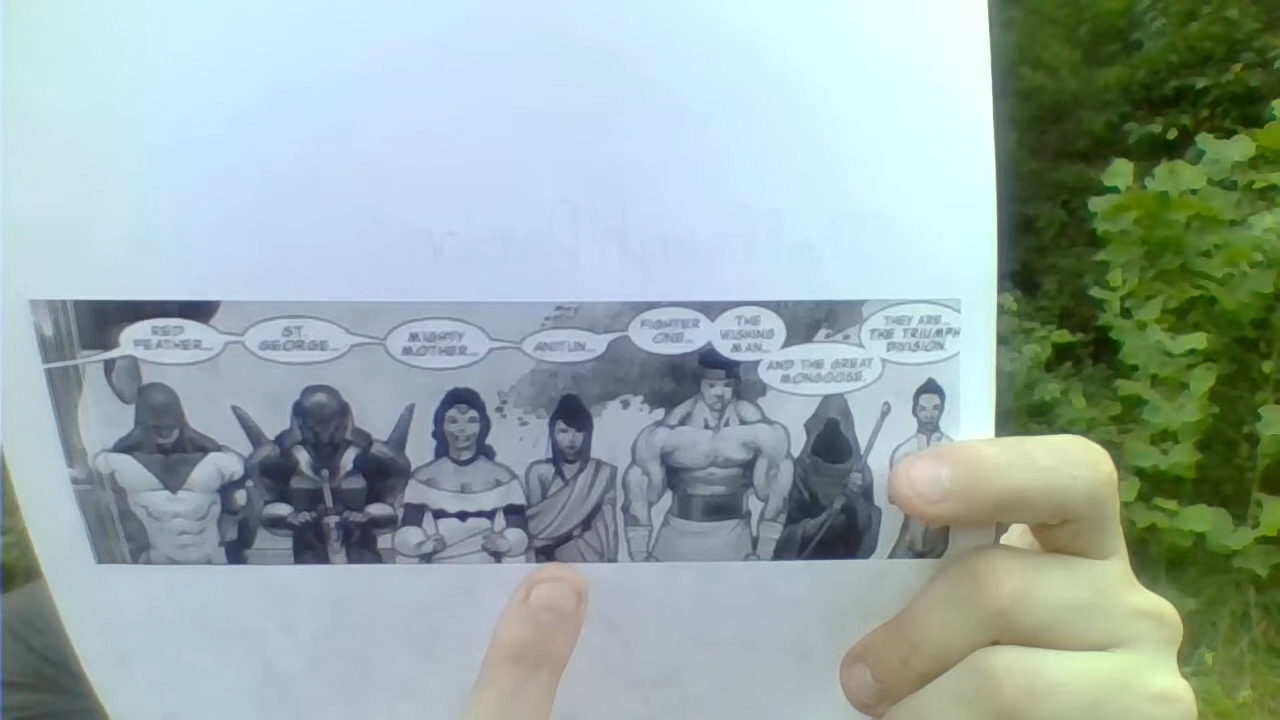 RED
FEATHER...
ST.
GEORGE...
MIGHTY
MOTHER...
FIGHTER
ONE...
THE
WISHING
MAN...
AND THE GREAT
MONGOOSE.
THEY ARE...
THE TRIUMPH
DIVISION